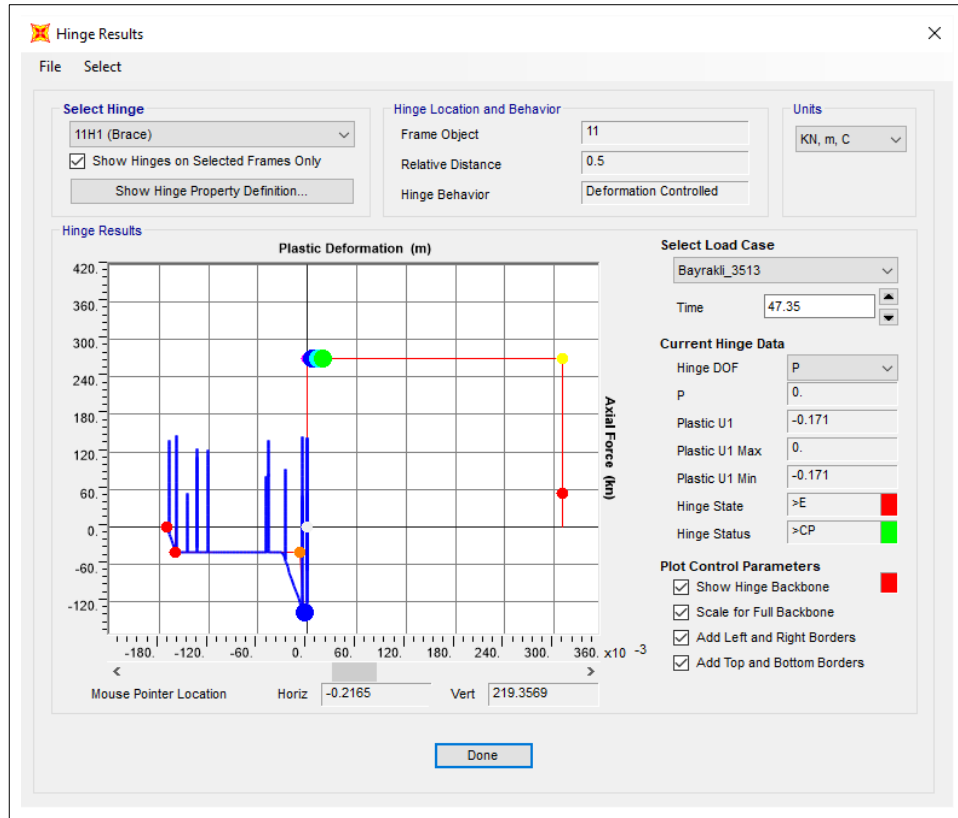 Hinge Results
File Select
Select Hinge
11H1 (Brace)
Show Hinges on Selected Frames Only
Show Hinge Property Definition...
Hinge Location and Behavior
Frame Object 11
Relative Distance 0.5
Hinge Behavior Deformation Controlled
Units
KN, m, C
Hinge Results
Plastic Deformation (m)
420.
360.
300.
240.
180.
120.
60.
0.
-60.
-120.
Axial Force (kn)
-180. -120. -60. 0. 60. 120. 180. 240. 300. 360. x10 -3
Mouse Pointer Location Horiz -0.2165 Vert 219.3569
Select Load Case
Bayrakli_3513
Time 47.35
Current Hinge Data
Hinge DOF P
P 0.
Plastic U1 -0.171
Plastic U1 Max 0.
Plastic U1 Min -0.171
Hinge State >E
Hinge Status >CP
Plot Control Parameters
Show Hinge Backbone
Scale for Full Backbone
Add Left and Right Borders
Add Top and Bottom Borders
Done